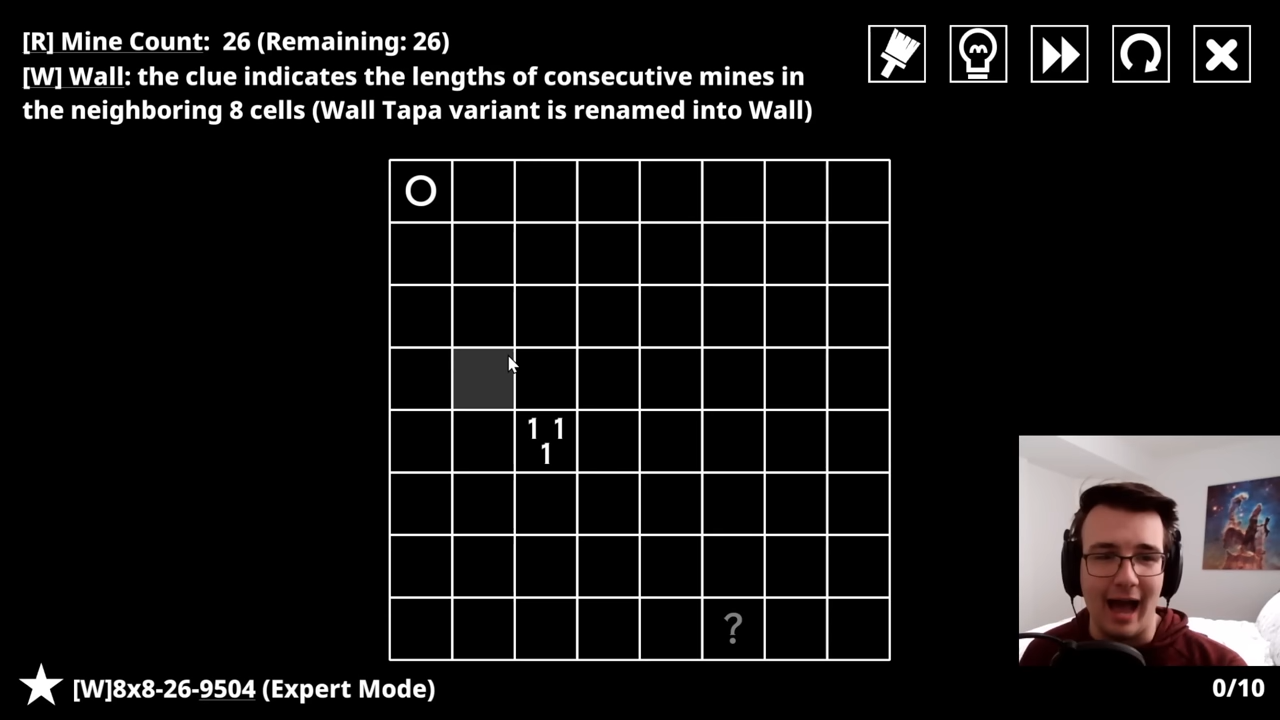 [R] Mine Count: 26 (Remaining: 26)
[W] Wall: the clue indicates the lengths of consecutive mines in
the neighboring 8 cells (Wall Tapa variant is renamed into Wall)
O
1 1
1
?
[W]8x8-26-9504 (Expert Mode)
0/10